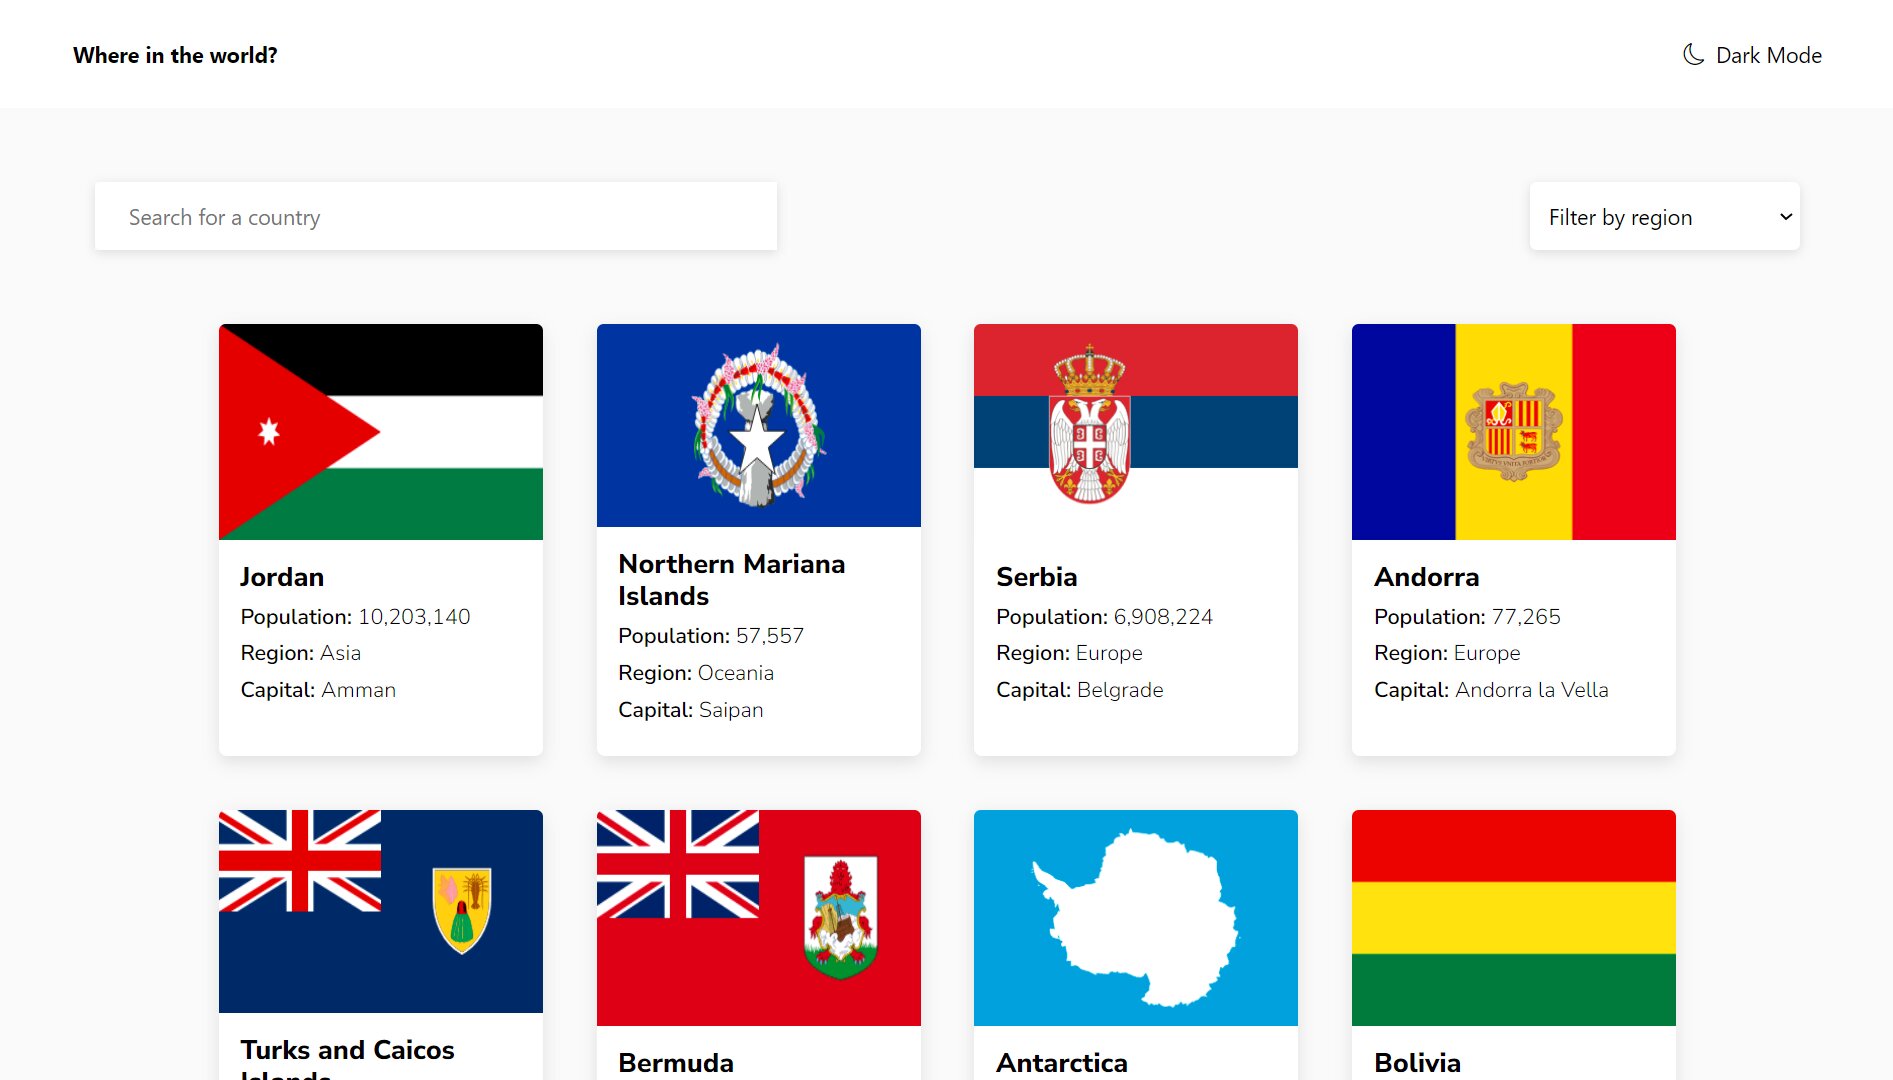 Where in the world?
Dark Mode
Search for a country
Filter by region
Jordan
Population: 10,203,140
Region: Asia
Capital: Amman
Northern Mariana
Islands
Population: 57,557
Region: Oceania
Capital: Saipan
Serbia
Population: 6,908,224
Region: Europe
Capital: Belgrade
Andorra
Population: 77,265
Region: Europe
Capital: Andorra la Vella
Turks and Caicos
Islands
Bermuda
Antarctica
Bolivia